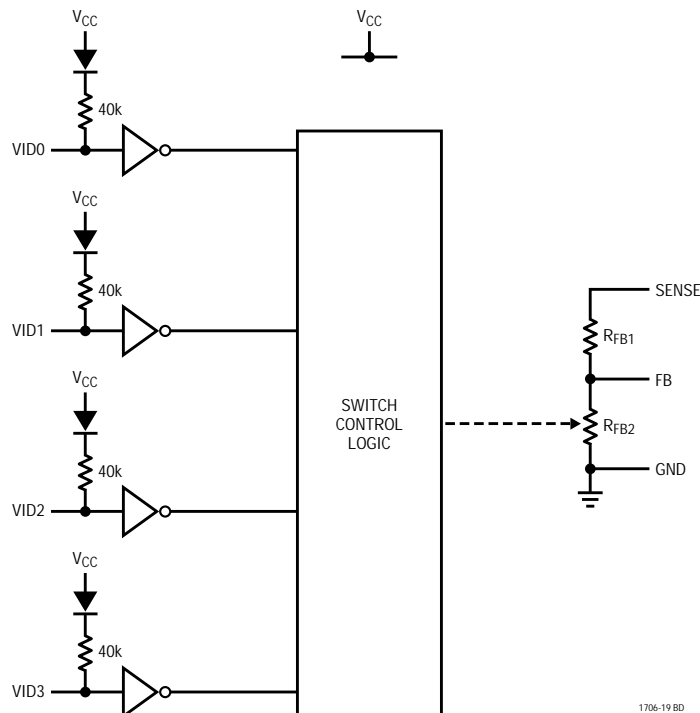 VCC
VCC
40k
VID0
VCC
40k
VID1
SENSE
RFB1
FB
VCC
SWITCH
CONTROL
LOGIC
RFB2
40k
GND
VID2
VCC
40k
VID3
1706-19 BD